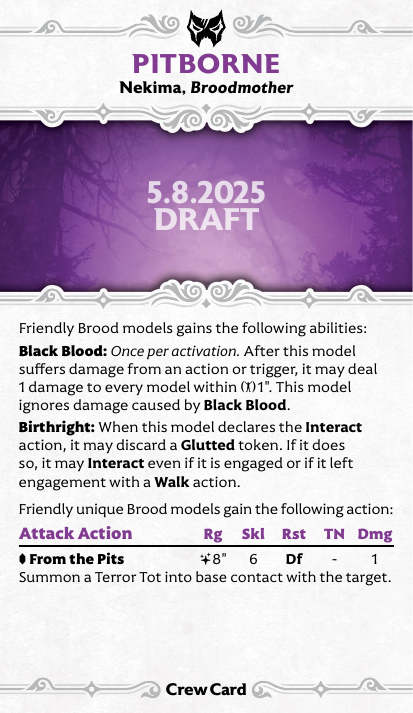 PITBORNE
Nekima, Broodmother
5.8.2025
DRAFT
Friendly Brood models gains the following abilities:
Black Blood: Once per activation. After this model
suffers damage from an action or trigger, it may deal
1 damage to every model within 1". This model
ignores damage caused by Black Blood.
Birthright: When this model declares the Interact
action, it may discard a Glutted token. If it does
so, it may Interact even if it is engaged or if it left
engagement with a Walk action.
Friendly unique Brood models gain the following action:
Attack Action Rg Skl Rst TN Dmg
From the Pits 8" 6 Df - 1
Summon a Terror Tot into base contact with the target.
Crew Card